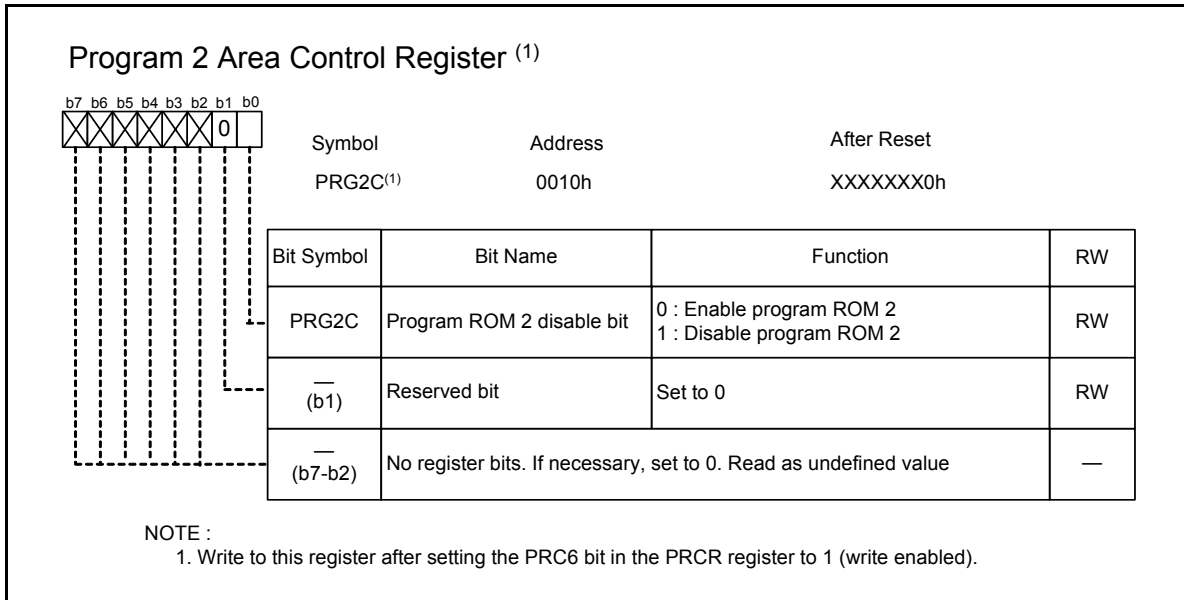 Program 2 Area Control Register (1)
b7 b6 b5 b4 b3 b2 b1 b0
0
Symbol Address After Reset
PRG2C(1) 0010h XXXXXXX0h
Bit Symbol Bit Name Function RW
PRG2C Program ROM 2 disable bit 0 : Enable program ROM 2
1 : Disable program ROM 2 RW
—
(b1) Reserved bit Set to 0 RW
—
(b7-b2) No register bits. If necessary, set to 0. Read as undefined value —
NOTE :
1. Write to this register after setting the PRC6 bit in the PRCR register to 1 (write enabled).